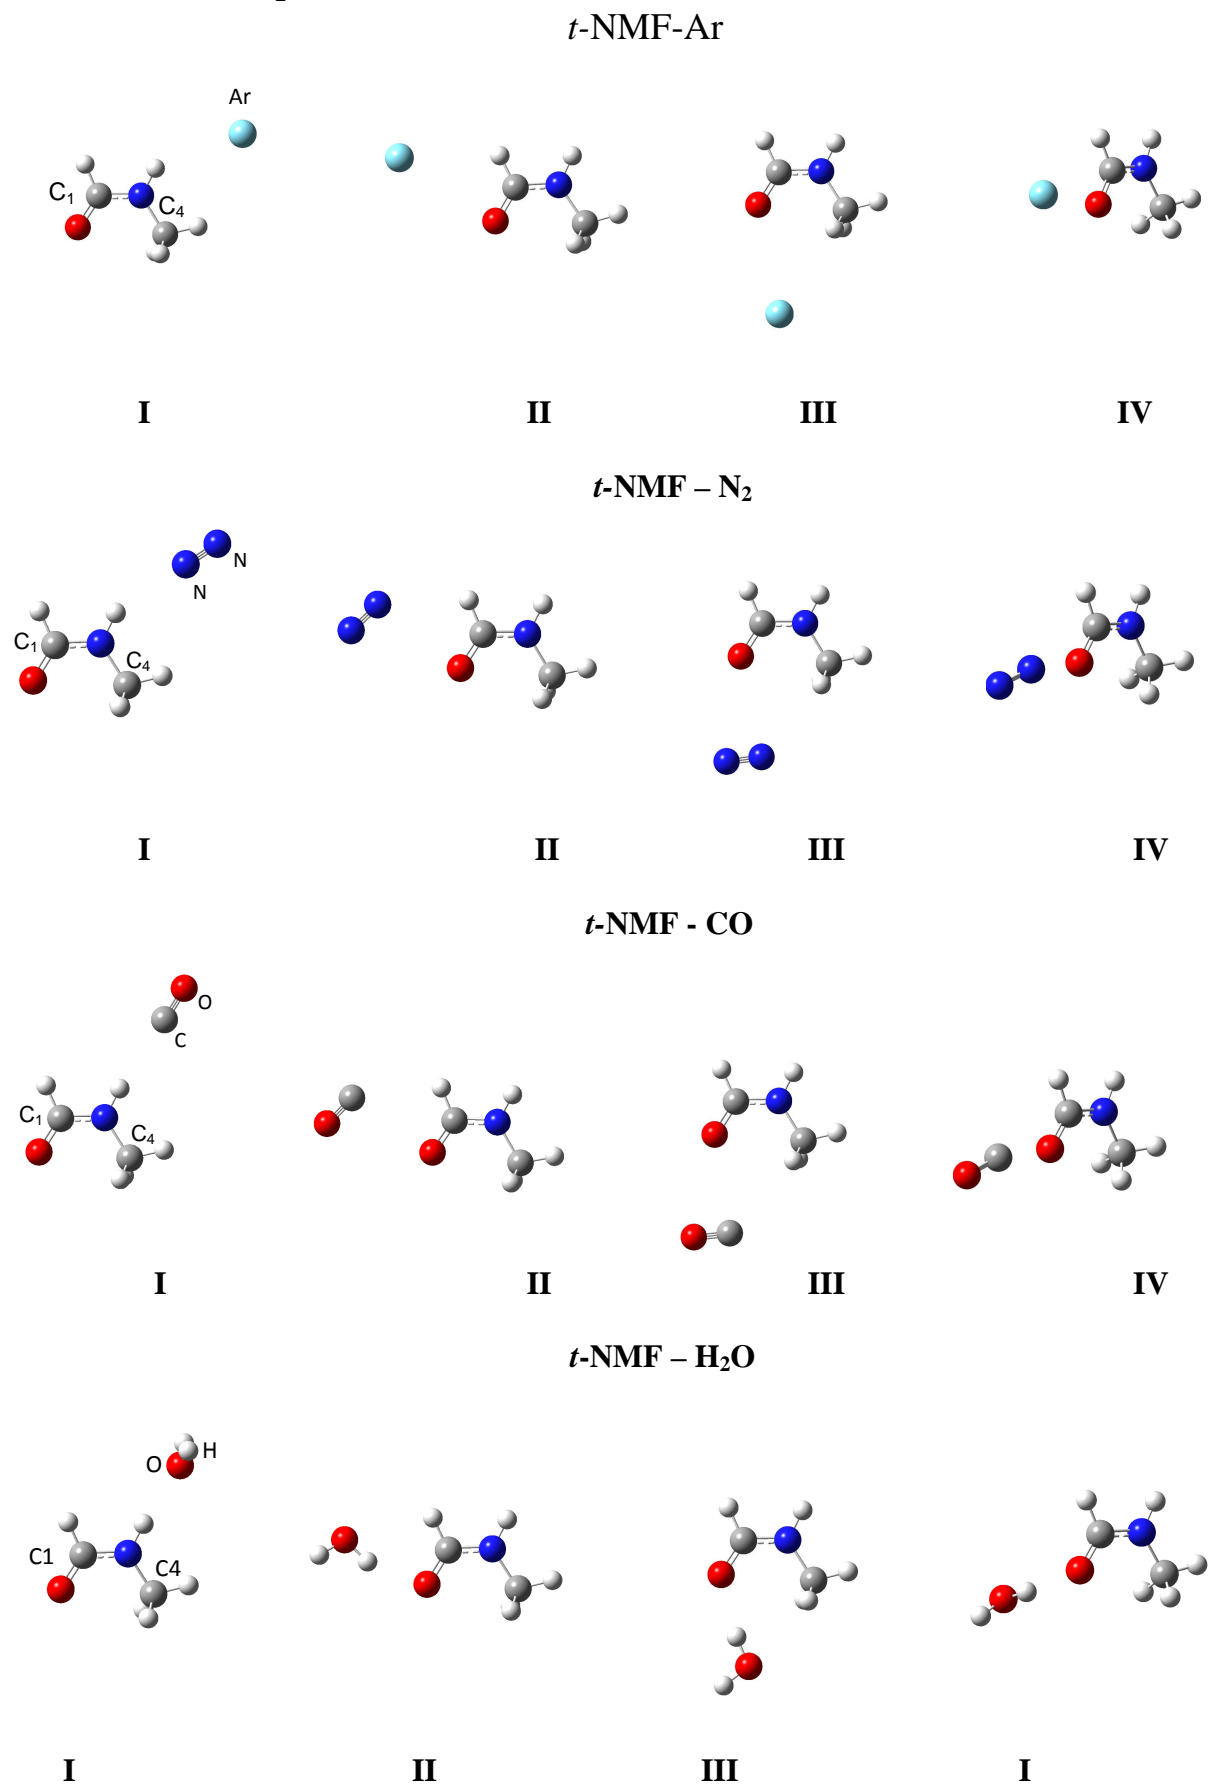 t-NMF-Ar
Ar
C₁
C₄
I II III IV
t-NMF – N₂
N
N
C₁
C₄
I II III IV
t-NMF - CO
O
C
C₁
C₄
I II III IV
t-NMF – H₂O
O H
C1
C4
I II III I